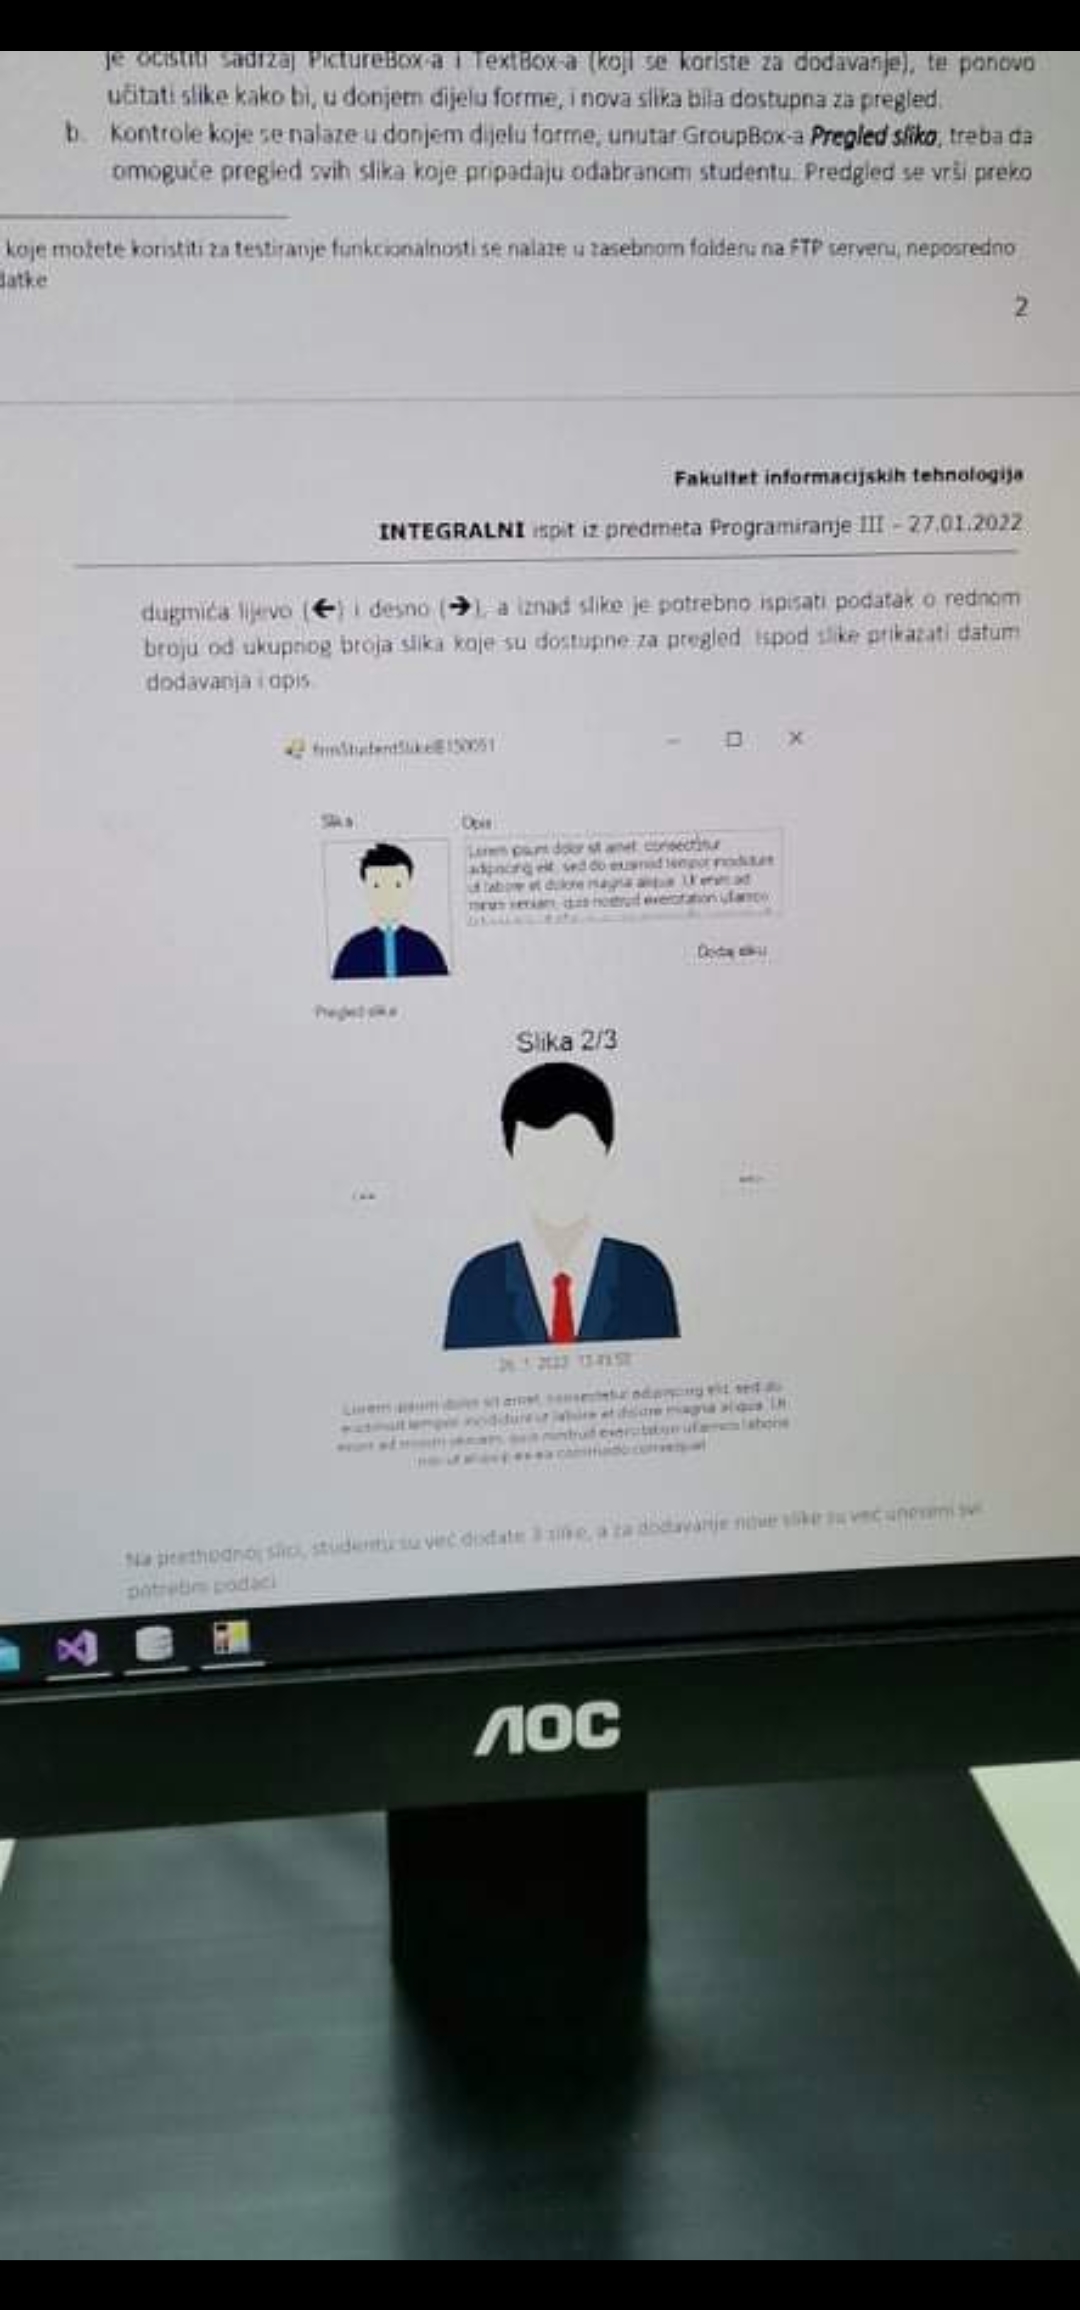 je očistiti sadržaj PictureBox-a i TextBox-a (koji se koriste za dodavanje), te ponovo
učitati slike kako bi, u donjem dijelu forme, i nova slika bila dostupna za pregled.
b. Kontrole koje se nalaze u donjem dijelu forme, unutar GroupBox-a Pregled slika, treba da
omoguće pregled svih slika koje pripadaju odabranom studentu. Predgled se vrši preko
koje možete koristiti za testiranje funkcionalnosti se nalaze u zasebnom folderu na FTP serveru, neposredno
datke
2
Fakultet informacijskih tehnologija
INTEGRALNI ispit iz predmeta Programiranje III - 27.01.2022
dugmića lijevo (←) i desno (→), a iznad slike je potrebno ispisati podatak o rednom
broju od ukupnog broja slika koje su dostupne za pregled. Ispod slike prikazati datum
dodavanja i opis.
frmStudentSlikeIB150051
Slika
Opis
Lorem ipsum dolor sit amet, consectetur
adipiscing elit, sed do eiusmod tempor incididunt
ut labore et dolore magna aliqua. Ut enim ad
minim veniam, quis nostrud exercitation ullamco
Dodaj sliku
Pregled slika
Slika 2/3
Lorem ipsum dolor sit amet, consectetur adipiscing elit, sed do
eiusmod tempor incididunt ut labore et dolore magna aliqua. Ut
enim ad minim veniam, quis nostrud exercitation ullamco laboris
nisi ut aliquip ex ea commodo consequat
Na prethodnoj slici, studentu su već dodate 3 slike, a za dodavanje nove slike su već uneseni svi
potrebni podaci
AOC